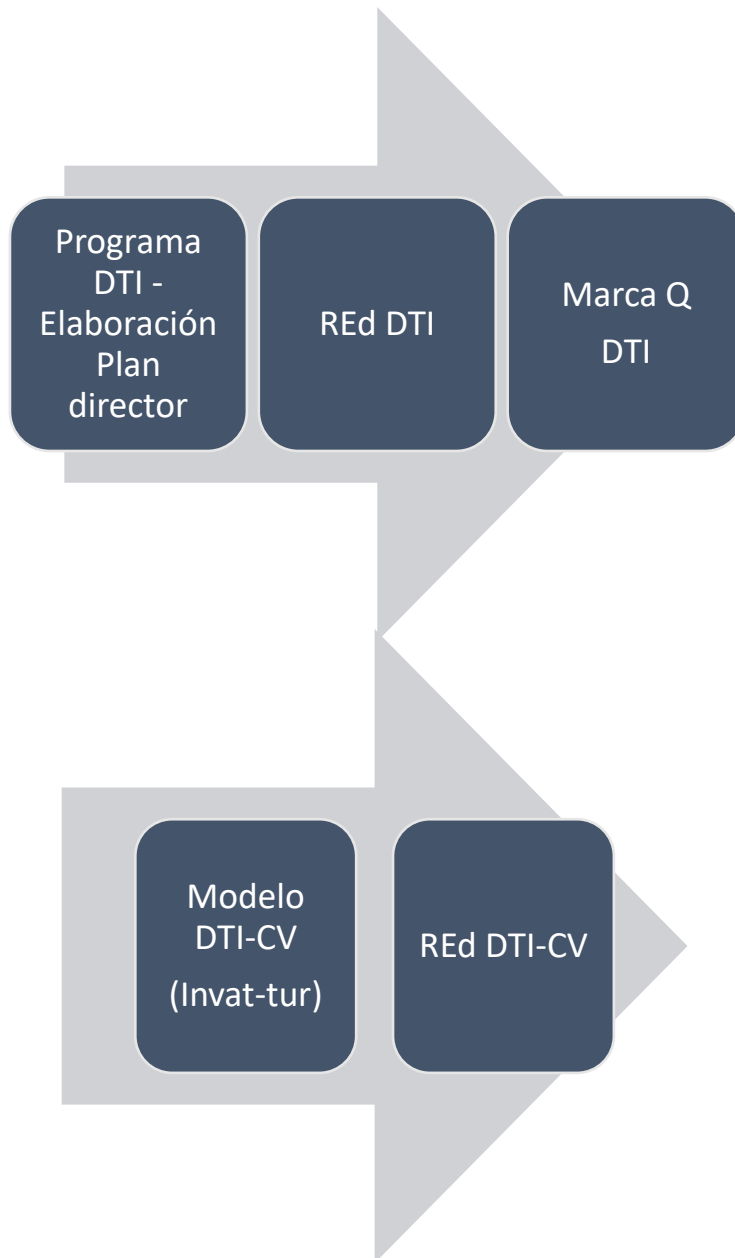 Programa
DTI -
Elaboración
Plan
director
REd DTI
Marca Q
DTI
Modelo
DTI-CV
(Invat-tur)
REd DTI-CV